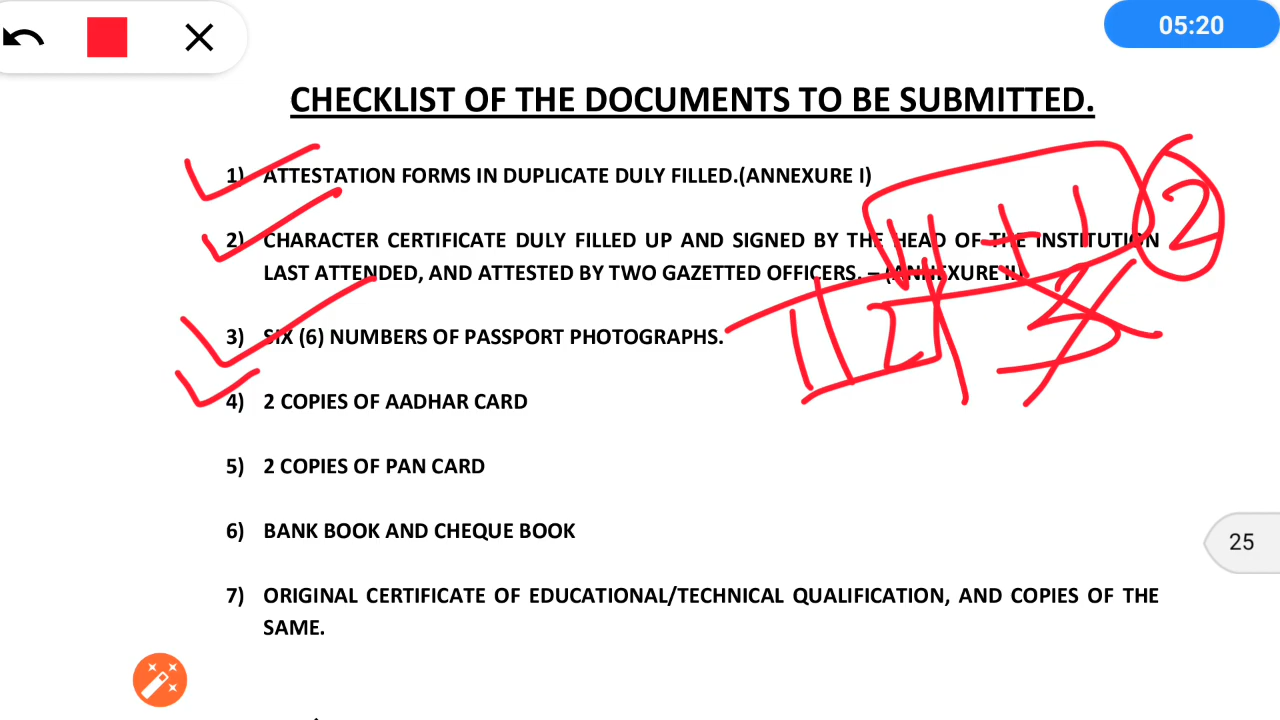 05:20
CHECKLIST OF THE DOCUMENTS TO BE SUBMITTED.
1) ATTESTATION FORMS IN DUPLICATE DULY FILLED.(ANNEXURE I)
2) CHARACTER CERTIFICATE DULY FILLED UP AND SIGNED BY THE HEAD OF THE INSTITUTION
LAST ATTENDED, AND ATTESTED BY TWO GAZETTED OFFICERS. – (ANNEXURE II)
2
3) SIX (6) NUMBERS OF PASSPORT PHOTOGRAPHS.
4) 2 COPIES OF AADHAR CARD
5) 2 COPIES OF PAN CARD
6) BANK BOOK AND CHEQUE BOOK
25
7) ORIGINAL CERTIFICATE OF EDUCATIONAL/TECHNICAL QUALIFICATION, AND COPIES OF THE
SAME.